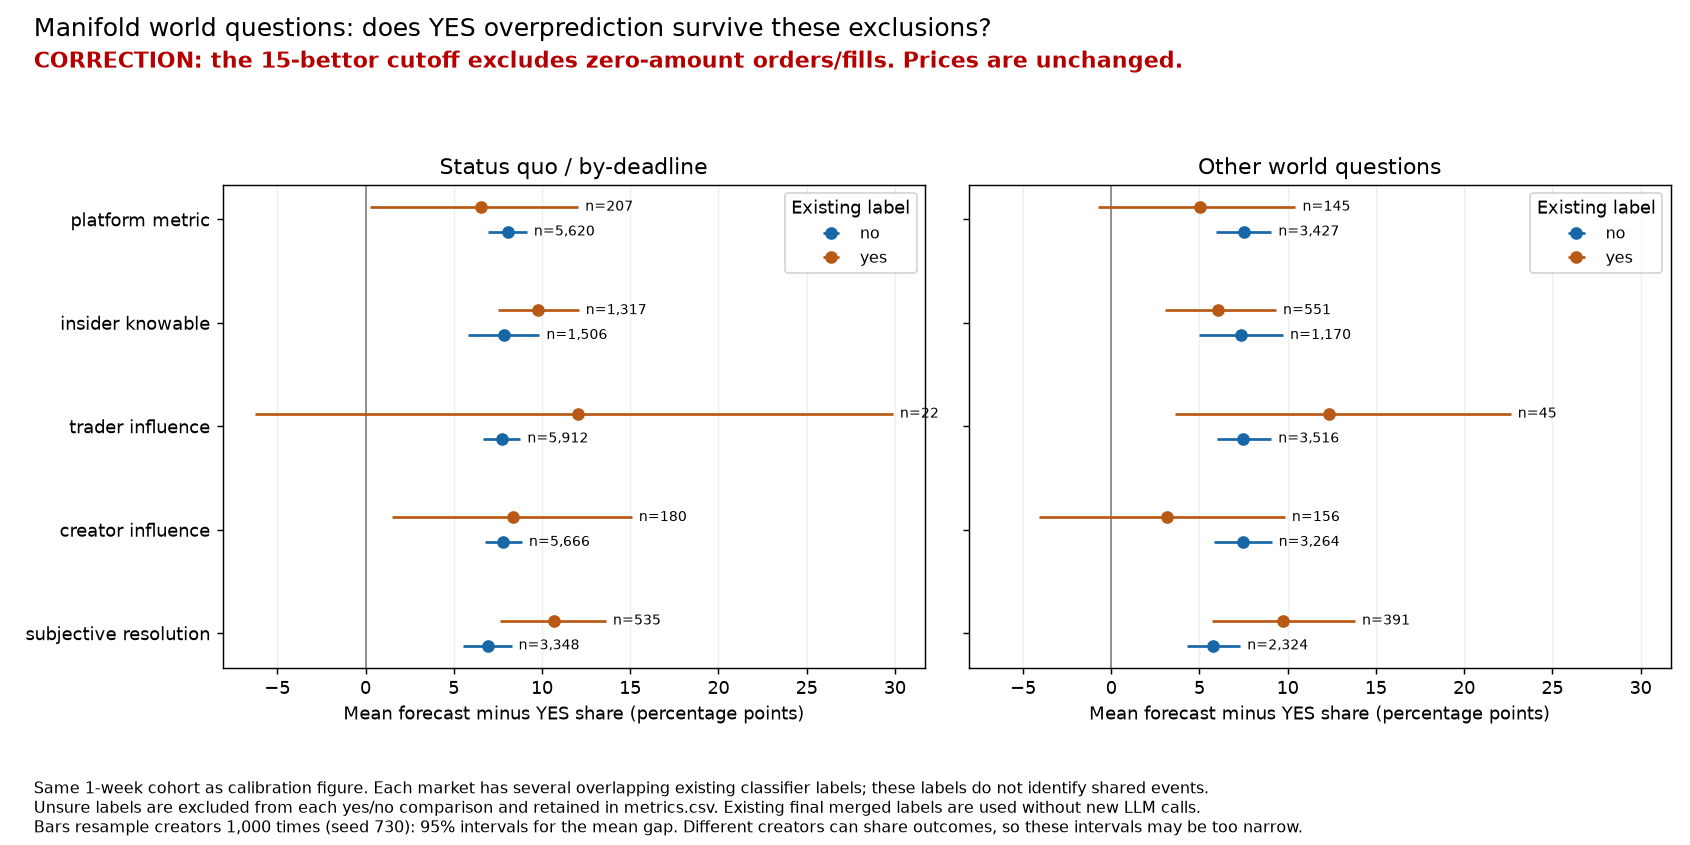 Manifold world questions: does YES overprediction survive these exclusions?
CORRECTION: the 15-bettor cutoff excludes zero-amount orders/fills. Prices are unchanged.
Status quo / by-deadline
platform metric
insider knowable
trader influence
creator influence
subjective resolution
n=207
n=5,620
n=1,317
n=1,506
n=22
n=5,912
n=180
n=5,666
n=535
n=3,348
Existing label
no
yes
−5 0 5 10 15 20 25 30
Mean forecast minus YES share (percentage points)
Other world questions
n=145
n=3,427
n=551
n=1,170
n=45
n=3,516
n=156
n=3,264
n=391
n=2,324
Existing label
no
yes
−5 0 5 10 15 20 25 30
Mean forecast minus YES share (percentage points)
Same 1-week cohort as calibration figure. Each market has several overlapping existing classifier labels; these labels do not identify shared events.
Unsure labels are excluded from each yes/no comparison and retained in metrics.csv. Existing final merged labels are used without new LLM calls.
Bars resample creators 1,000 times (seed 730): 95% intervals for the mean gap. Different creators can share outcomes, so these intervals may be too narrow.